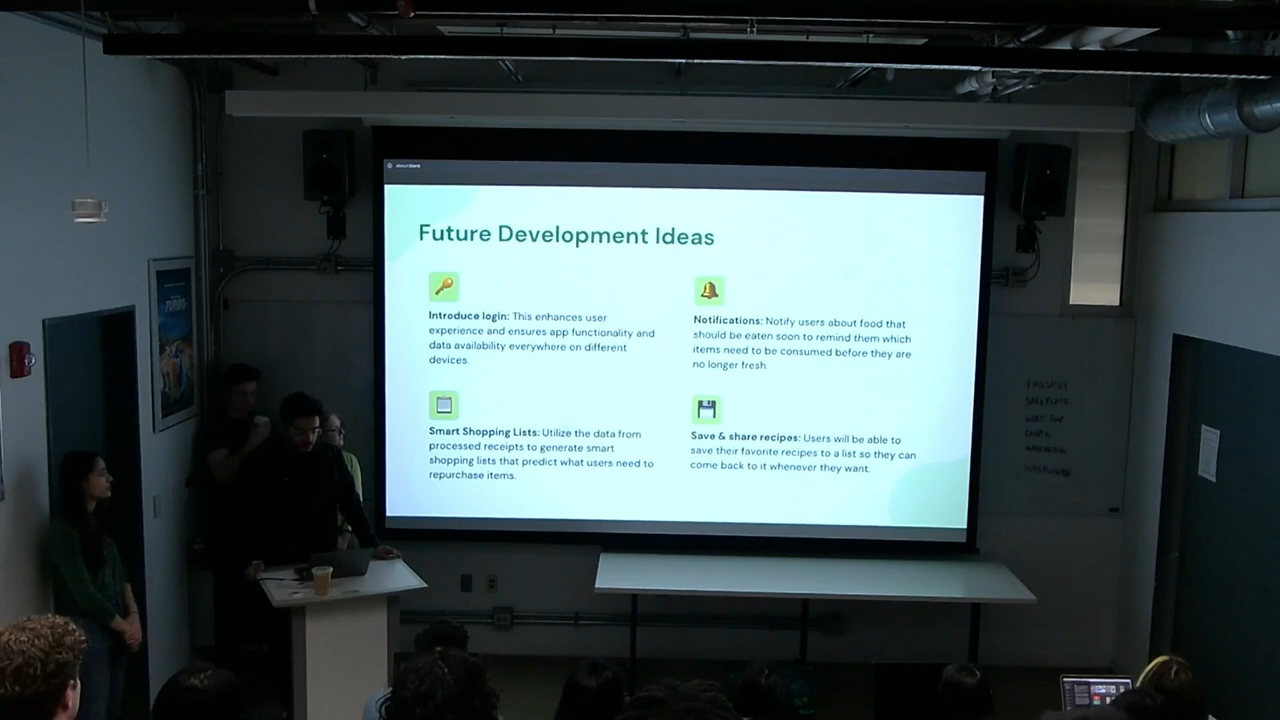 about:blank
Future Development Ideas
Introduce login: This enhances user
experience and ensures app functionality and
data availability everywhere on different
devices.
Notifications: Notify users about food that
should be eaten soon to remind them which
items need to be consumed before they are
no longer fresh.
Smart Shopping Lists: Utilize the data from
processed receipts to generate smart
shopping lists that predict what users need to
repurchase items.
Save & share recipes: Users will be able to
save their favorite recipes to a list so they can
come back to it whenever they want.